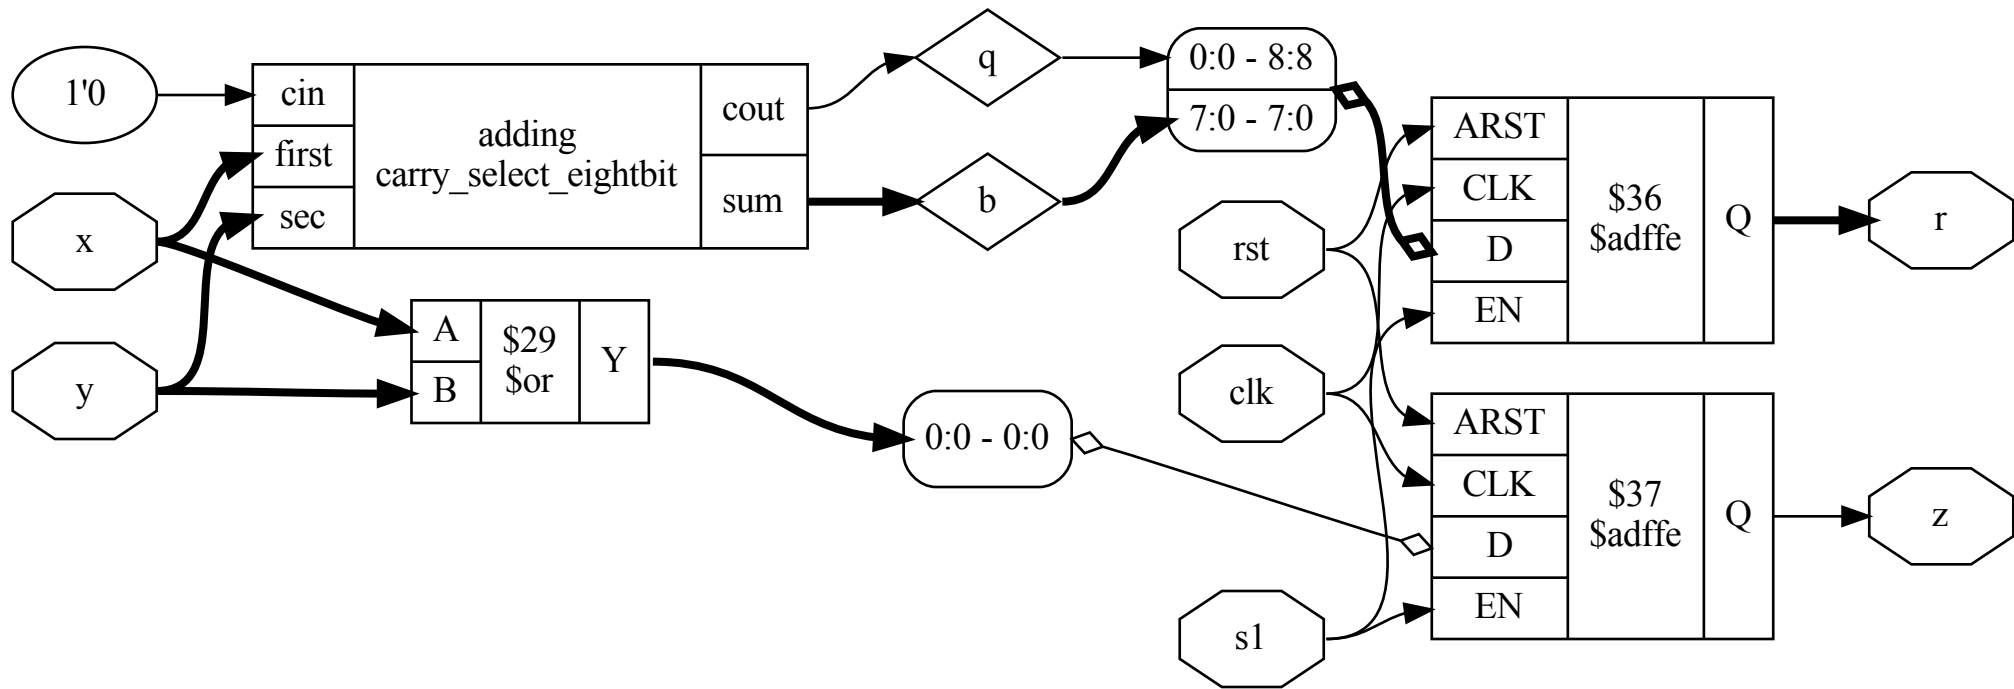 1'0
x
y
cin
first
sec
adding
carry_select_eightbit
cout
sum
A
B
$29
$or
Y
q
b
0:0 - 8:8
7:0 - 7:0
0:0 - 0:0
rst
clk
s1
ARST
CLK
D
EN
$36
$adffe
Q
r
ARST
CLK
D
EN
$37
$adffe
Q
z